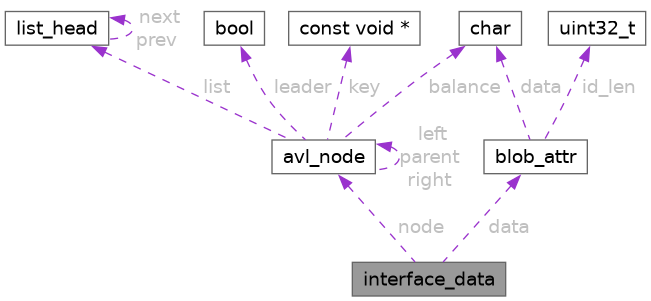 next
prev
list_head
bool
const void *
char
uint32_t
list
leader
key
balance
data
id_len
left
parent
right
avl_node
blob_attr
node
data
interface_data